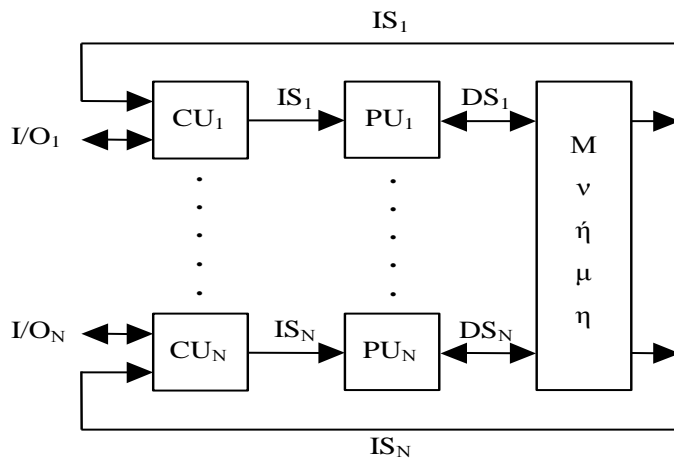 IS₁
IS₁
DS₁
I/O₁
CU₁
PU₁
Μ
ν
ή
μ
η
I/Oₙ
CUₙ
ISₙ
PUₙ
DSₙ
ISₙ